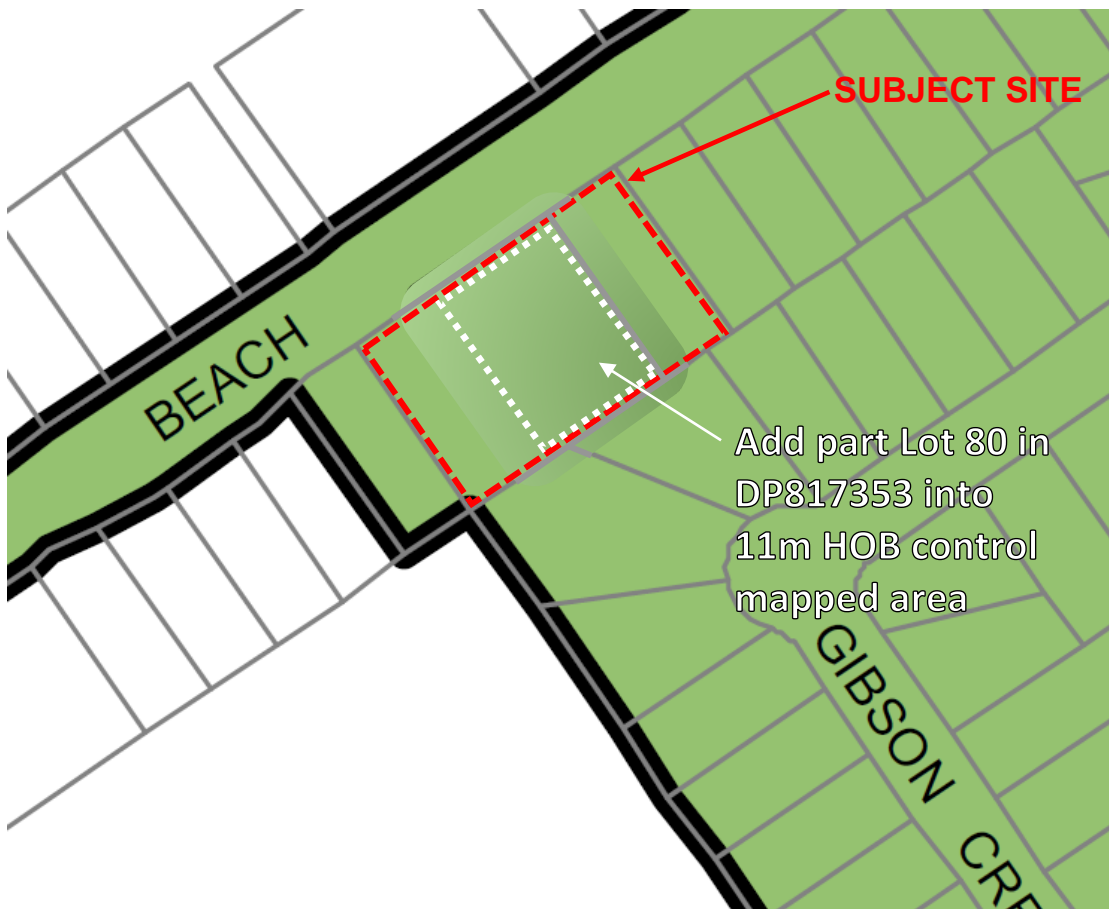 SUBJECT SITE
BEACH
Add part Lot 80 in
DP817353 into
11m HOB control
mapped area
GIBSON CRE